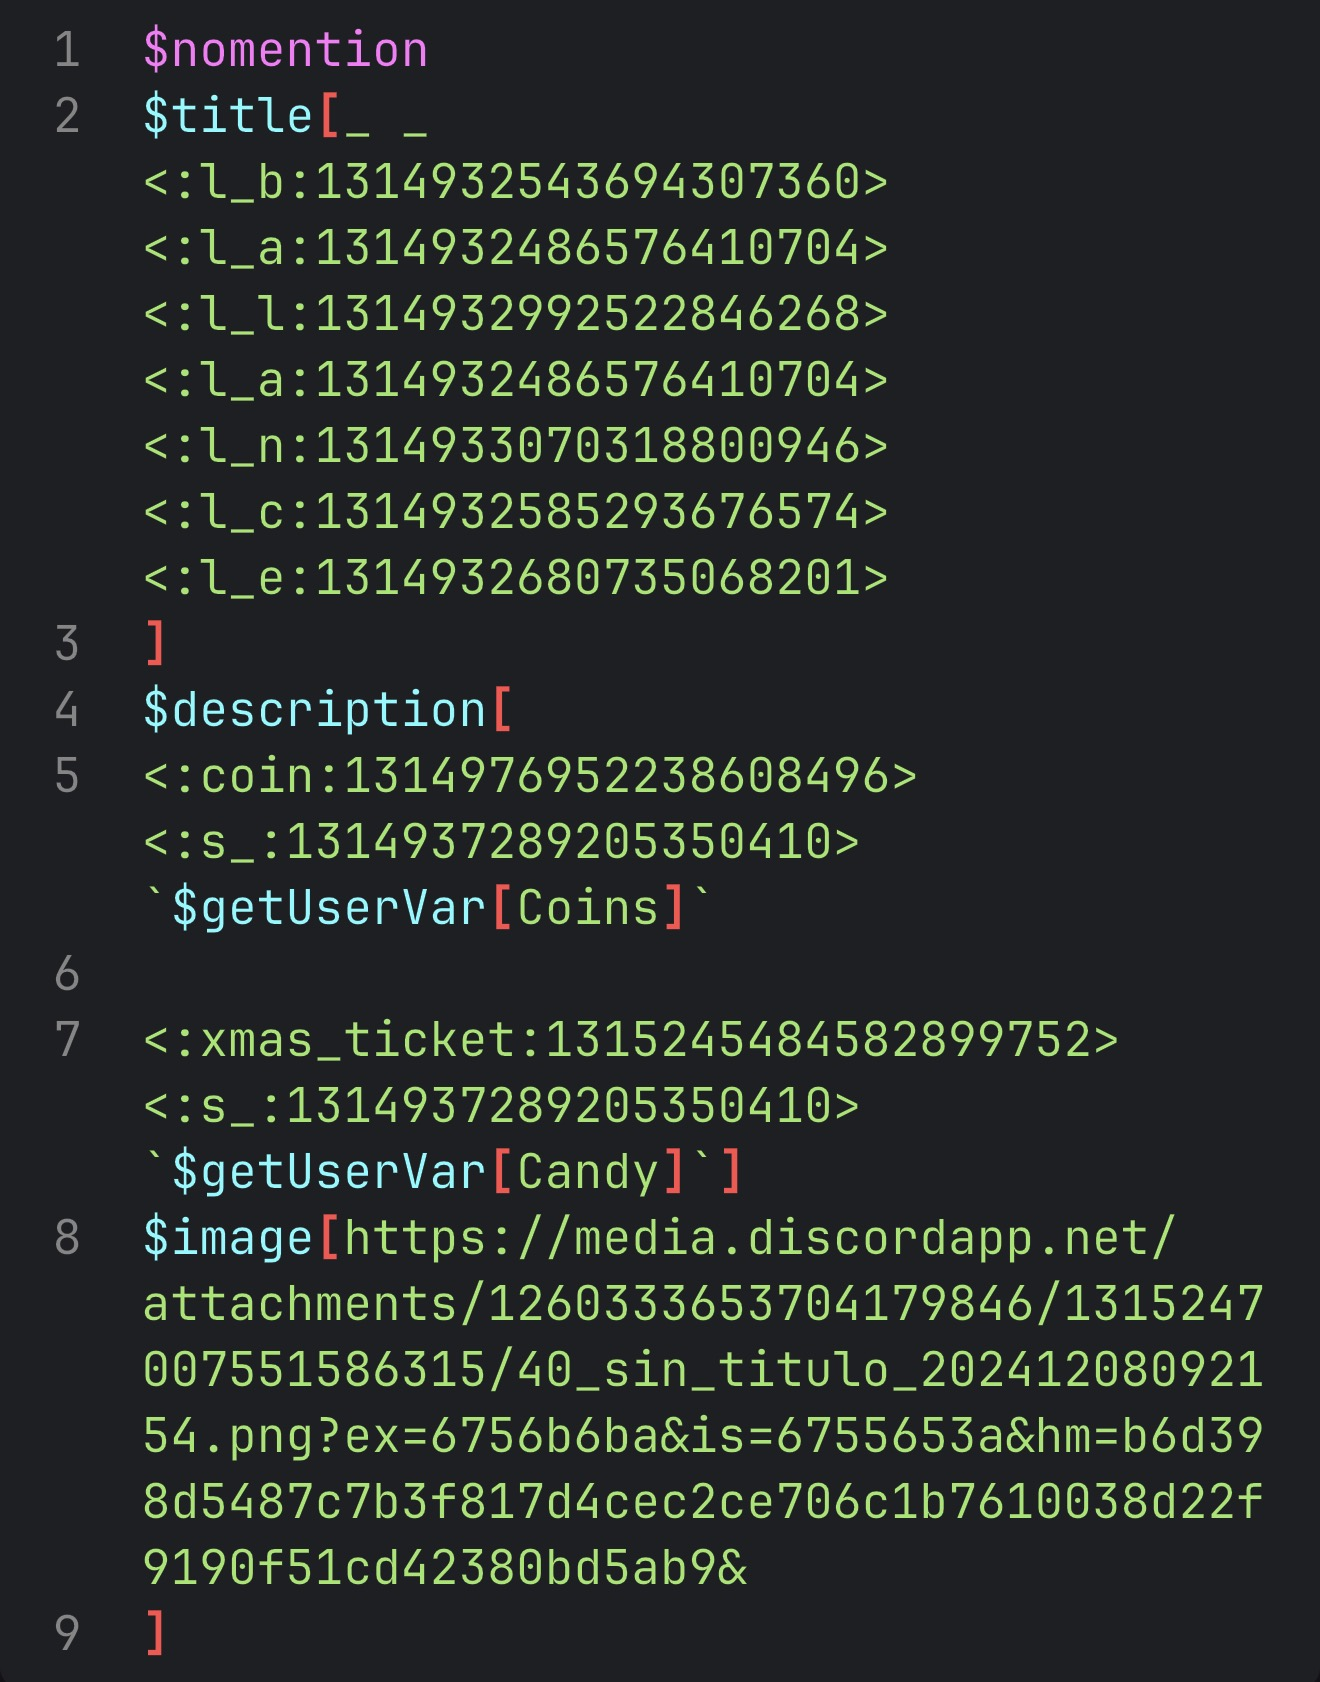 1 $nomention
2 $title[_ _
<:l_b:1314932543694307360>
<:l_a:1314932486576410704>
<:l_l:1314932992522846268>
<:l_a:1314932486576410704>
<:l_n:1314933070318800946>
<:l_c:1314932585293676574>
<:l_e:1314932680735068201>
3 ]
4 $description[
5 <:coin:1314976952238608496>
<:s_:1314937289205350410>
`$getUserVar[Coins]`
6
7 <:xmas_ticket:1315245484582899752>
<:s_:1314937289205350410>
`$getUserVar[Candy]`]
8 $image[https://media.discordapp.net/
attachments/1260333653704179846/1315247
007551586315/40_sin_titulo_202412080921
54.png?ex=6756b6ba&is=6755653a&hm=b6d39
8d5487c7b3f817d4cec2ce706c1b7610038d22f
9190f51cd42380bd5ab9&
9 ]